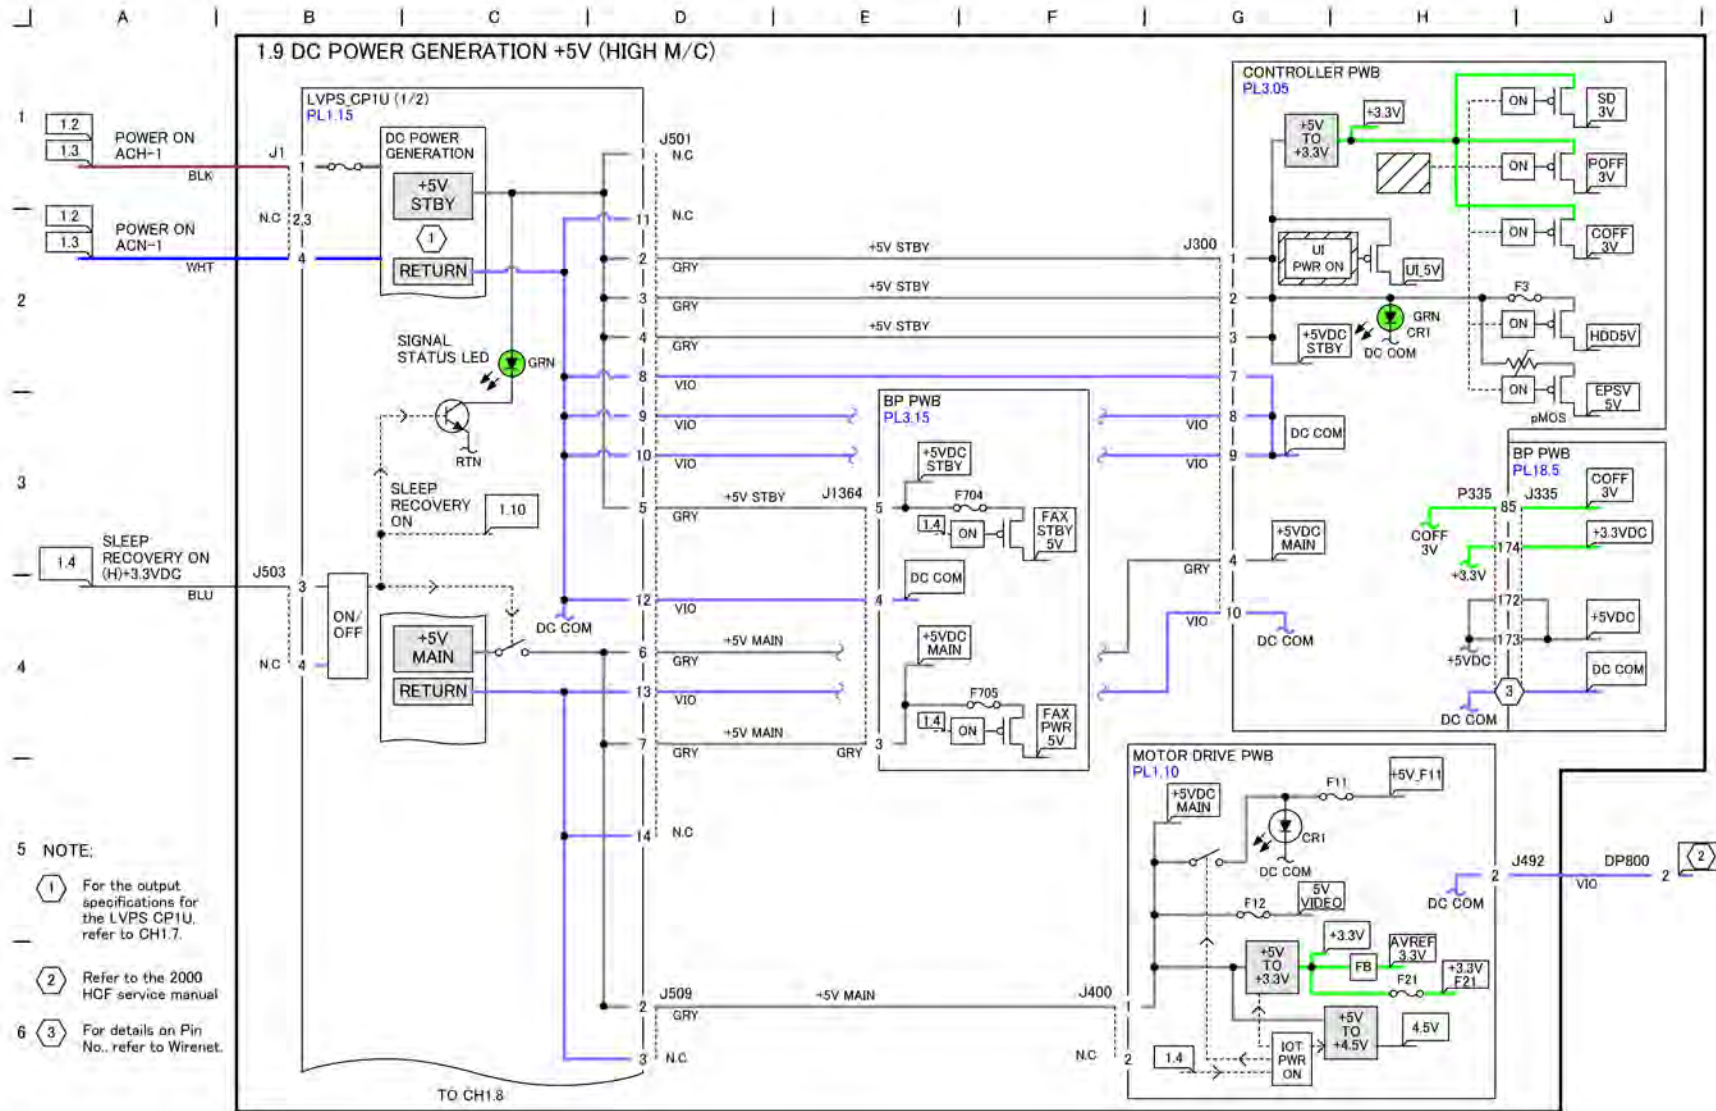 A B C D E F G H J
1.9 DC POWER GENERATION +5V (HIGH M/C)
1
2
3
4
5
6
1.2
1.3
POWER ON
ACH-1
BLK
J1
1
N.C 2,3
1.2
1.3
POWER ON
ACN-1
WHT
4
LVPS_CP1U (1/2)
PL1.15
DC POWER
GENERATION
+5V
STBY
1
RETURN
SIGNAL
STATUS LED
GRN
RTN
SLEEP
RECOVERY
ON
1.10
1.4
SLEEP
RECOVERY ON
(H)+3.3VDC
BLU
J503
3
N.C 4
ON/
OFF
+5V
MAIN
RETURN
DC COM
TO CH1.8
J501
1 N.C
11 N.C
2 GRY +5V STBY
3 GRY +5V STBY
4 GRY +5V STBY
8 VIO
9 VIO
10 VIO
5 GRY +5V STBY
12 VIO
6 GRY +5V MAIN
13 VIO
7 GRY +5V MAIN GRY
14 N.C
J509
2 GRY +5V MAIN
3 N.C
J1364
5
4
3
BP PWB
PL3.15
+5VDC
STBY
F704
1.4
ON
FAX
STBY
5V
DC COM
+5VDC
MAIN
F705
1.4
ON
FAX
PWR
5V
J300
1
2
3
7
VIO 8
VIO 9
GRY 4
VIO 10
CONTROLLER PWB
PL3.05
+5V
TO
+3.3V
+3.3V
ON
SD
3V
ON
POFF
3V
ON
COFF
3V
UI
PWR ON
UI_5V
GRN
CR1
DC COM
+5VDC
STBY
F3
ON
HDD5V
ON
EPSV
5V
pMOS
DC COM
+5VDC
MAIN
DC COM
BP PWB
PL18.5
P335
J335
85
COFF
3V
COFF
3V
174
+3.3V
+3.3VDC
172
173
+5VDC
+5VDC
3
DC COM
DC COM
MOTOR DRIVE PWB
PL1.10
+5VDC
MAIN
F11
+5V_F11
CR1
DC COM
F12
5V
VIDEO
+5V
TO
+3.3V
+3.3V
FB
AVREF
3.3V
F21
+3.3V
F21
+5V
TO
+4.5V
4.5V
IOT
PWR
ON
1.4
J400
1
N.C 2
DC COM
2
J492
VIO
DP800
2
2
NOTE:
1 For the output
specifications for
the LVPS CP1U,
refer to CH1.7.
2 Refer to the 2000
HCF service manual
3 For details on Pin
No., refer to Wirenet.